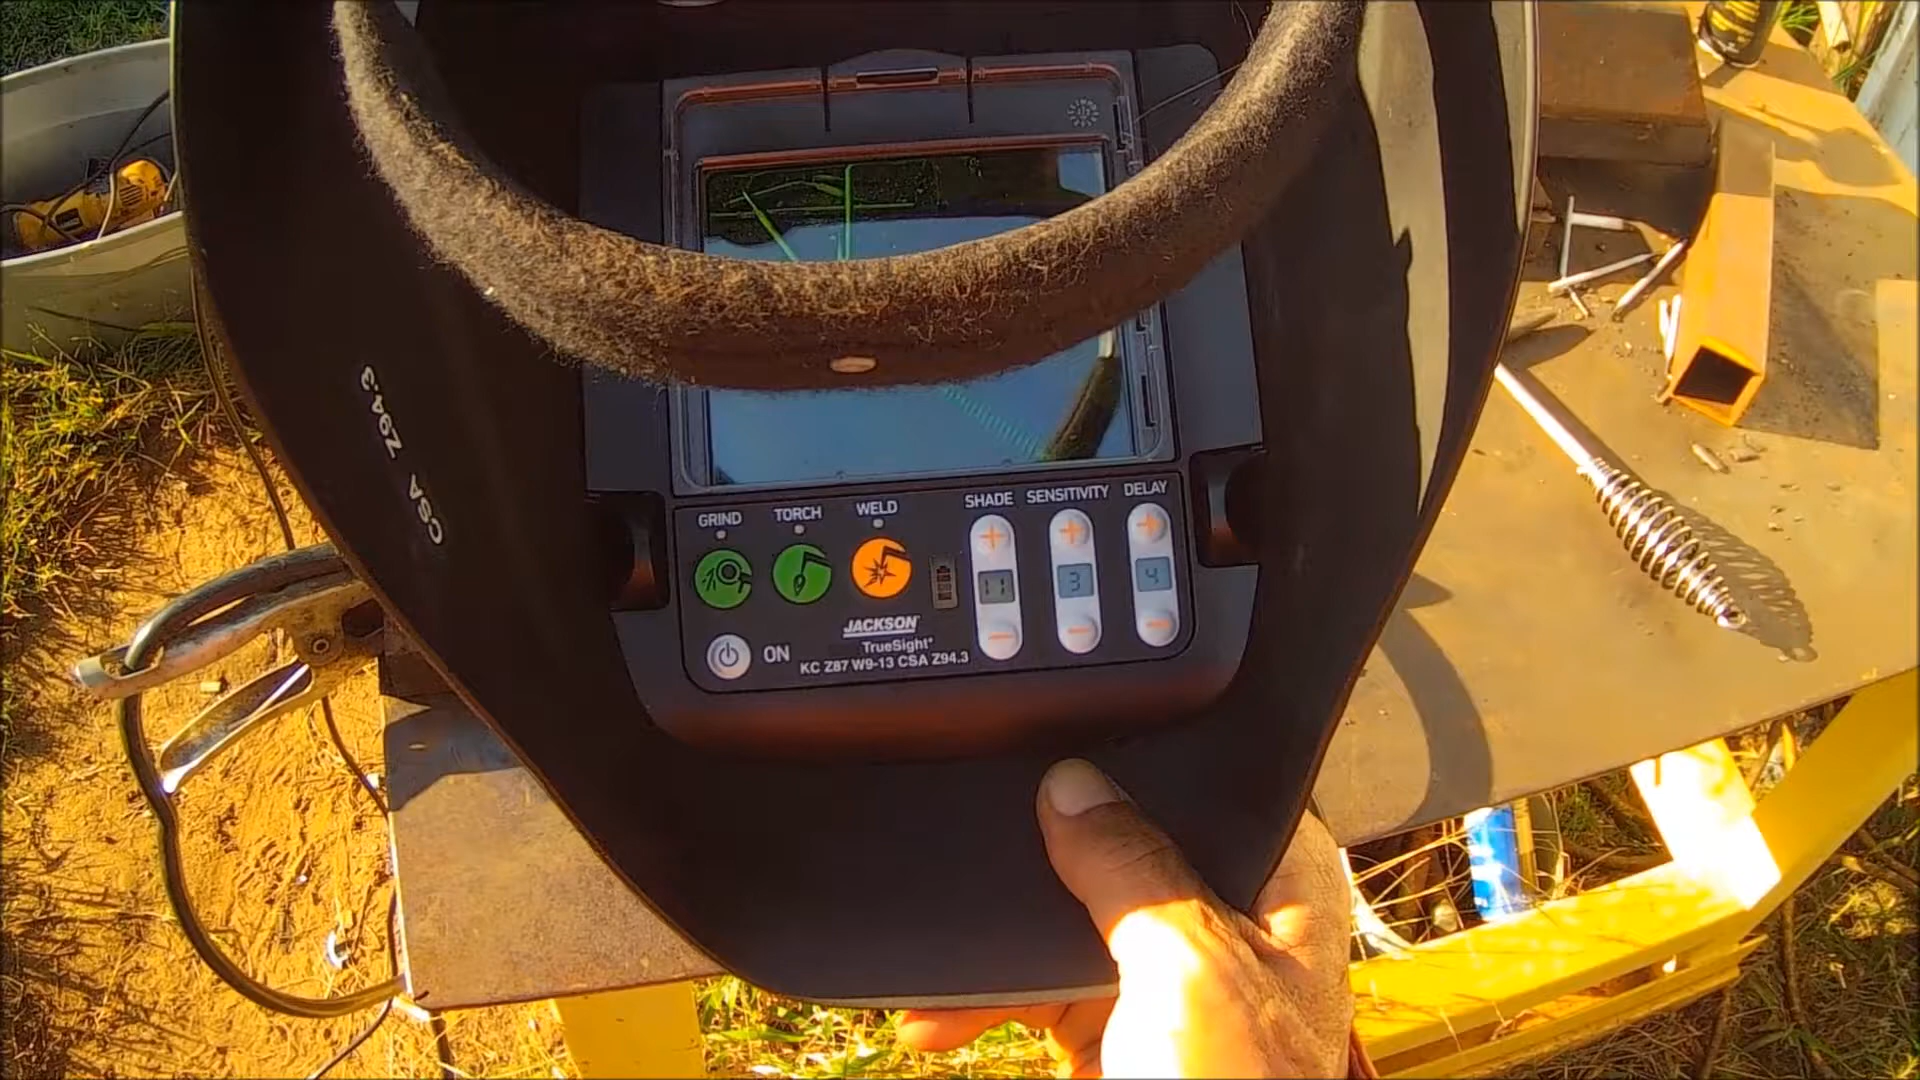 CSA Z94.3
GRIND TORCH WELD SHADE SENSITIVITY DELAY
11 3 4
ON
JACKSON
TrueSight
KC Z87 W9-13 CSA Z94.3